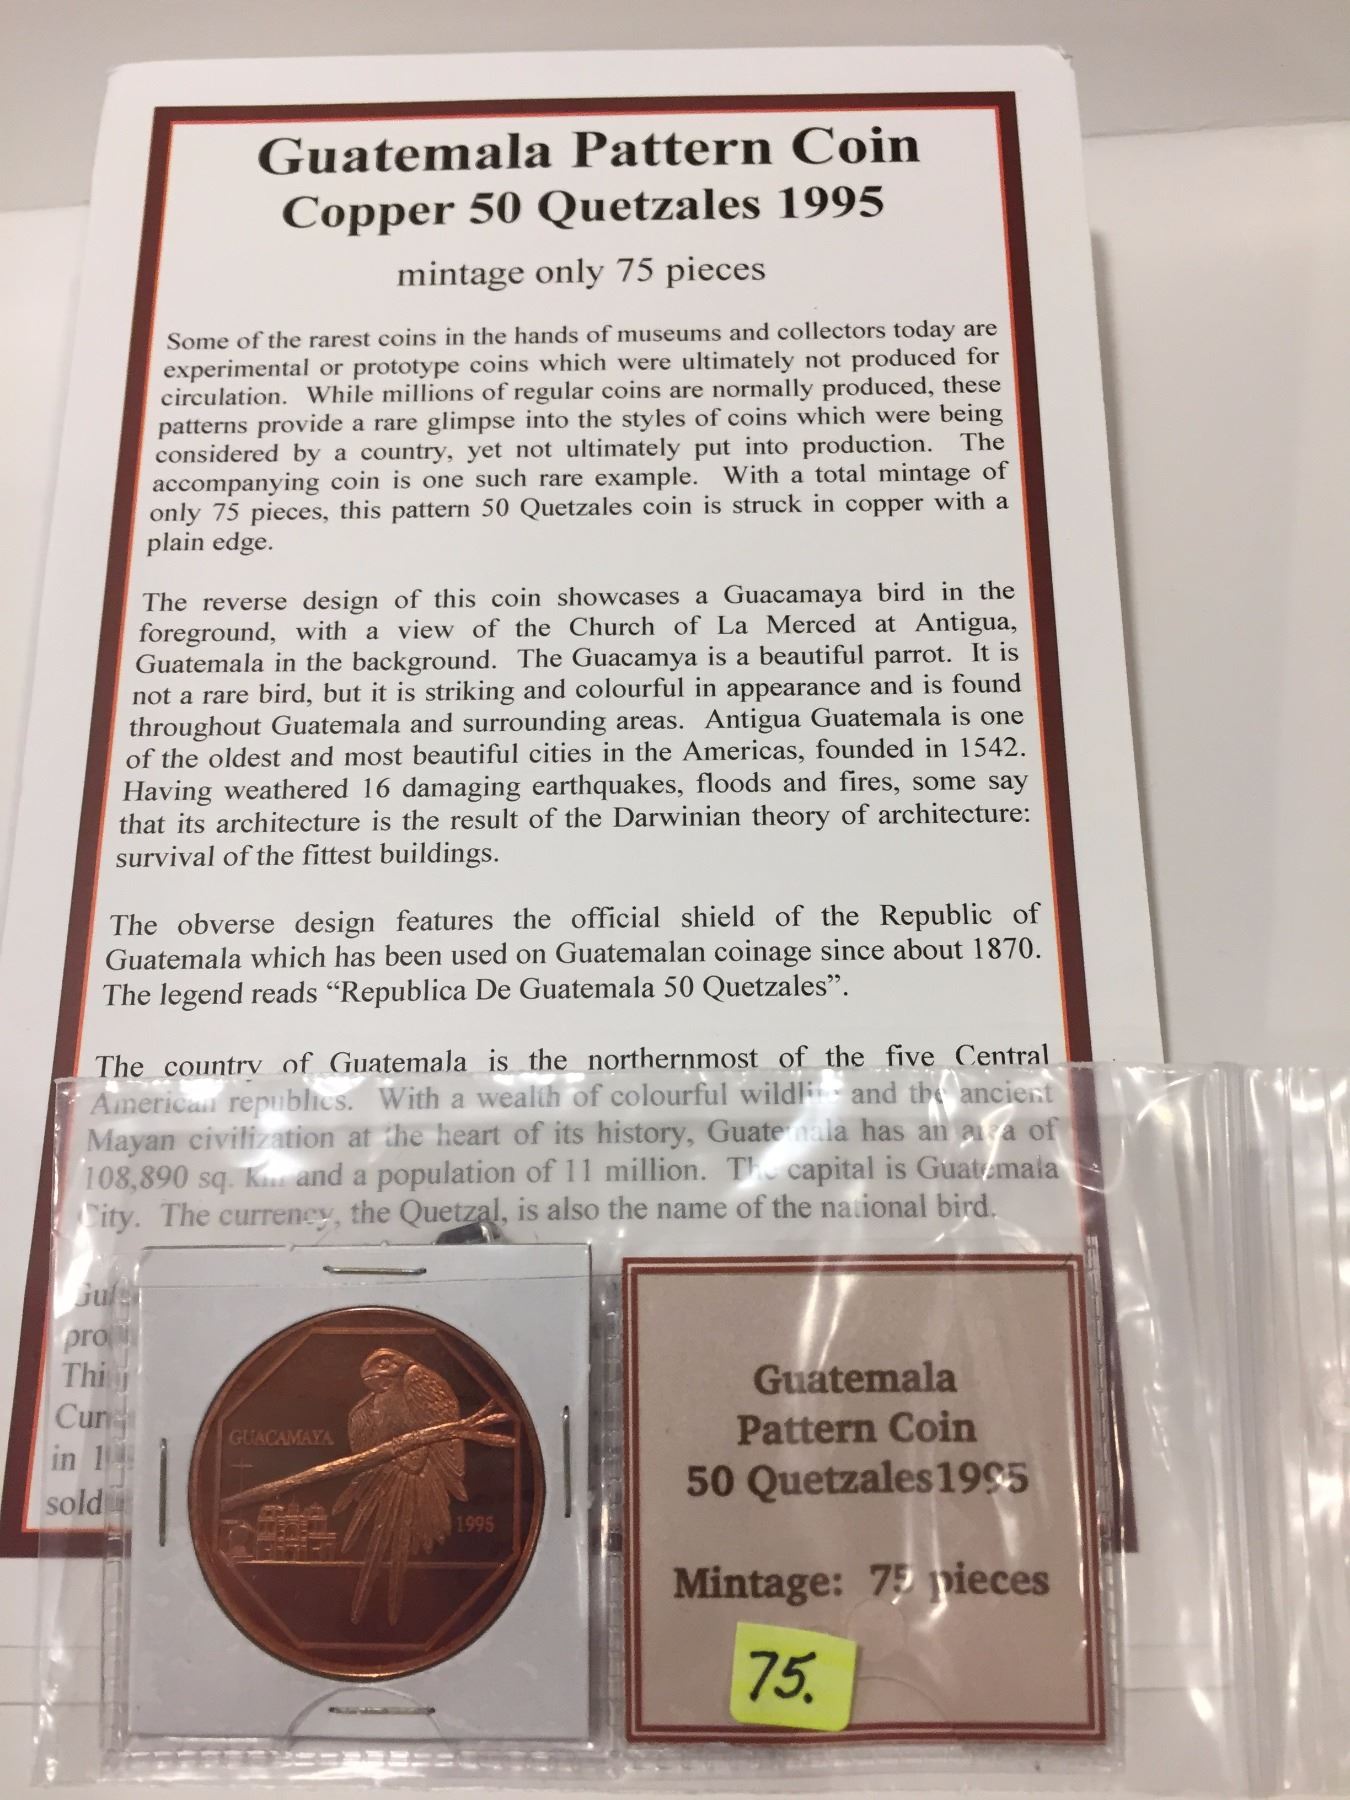 Guatemala Pattern Coin
Copper 50 Quetzales 1995
mintage only 75 pieces
Some of the rarest coins in the hands of museums and collectors today are
experimental or prototype coins which were ultimately not produced for
circulation. While millions of regular coins are normally produced, these
patterns provide a rare glimpse into the styles of coins which were being
considered by a country, yet not ultimately put into production. The
accompanying coin is one such rare example. With a total mintage of
only 75 pieces, this pattern 50 Quetzales coin is struck in copper with a
plain edge.
The reverse design of this coin showcases a Guacamaya bird in the
foreground, with a view of the Church of La Merced at Antigua,
Guatemala in the background. The Guacamya is a beautiful parrot. It is
not a rare bird, but it is striking and colourful in appearance and is found
throughout Guatemala and surrounding areas. Antigua Guatemala is one
of the oldest and most beautiful cities in the Americas, founded in 1542.
Having weathered 16 damaging earthquakes, floods and fires, some say
that its architecture is the result of the Darwinian theory of architecture:
survival of the fittest buildings.
The obverse design features the official shield of the Republic of
Guatemala which has been used on Guatemalan coinage since about 1870.
The legend reads “Republica De Guatemala 50 Quetzales”.
The country of Guatemala is the northernmost of the five Central
American republics. With a wealth of colourful wildlife and the ancient
Mayan civilization at the heart of its history, Guatemala has an area of
108,890 sq. km and a population of 11 million. The capital is Guatemala
City. The currency, the Quetzal, is also the name of the national bird.
pro
Thi
Cur
in 1
sold
GUACAMAYA
1995
Guatemala
Pattern Coin
50 Quetzales 1995
Mintage: 75 pieces
75.